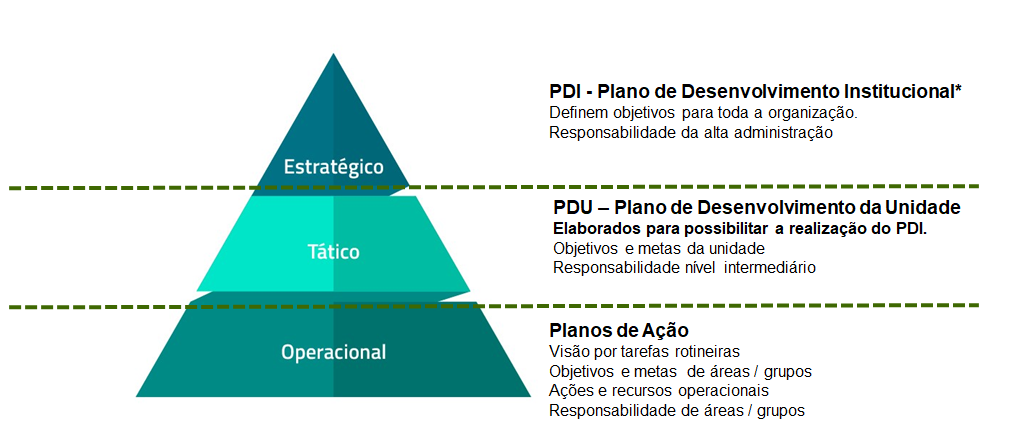 PDI - Plano de Desenvolvimento Institucional*
Definem objetivos para toda a organização.
Responsabilidade da alta administração
Estratégico
PDU – Plano de Desenvolvimento da Unidade
Elaborados para possibilitar a realização do PDI.
Objetivos e metas da unidade
Responsabilidade nível intermediário
Tático
Planos de Ação
Visão por tarefas rotineiras
Objetivos e metas de áreas / grupos
Ações e recursos operacionais
Responsabilidade de áreas / grupos
Operacional